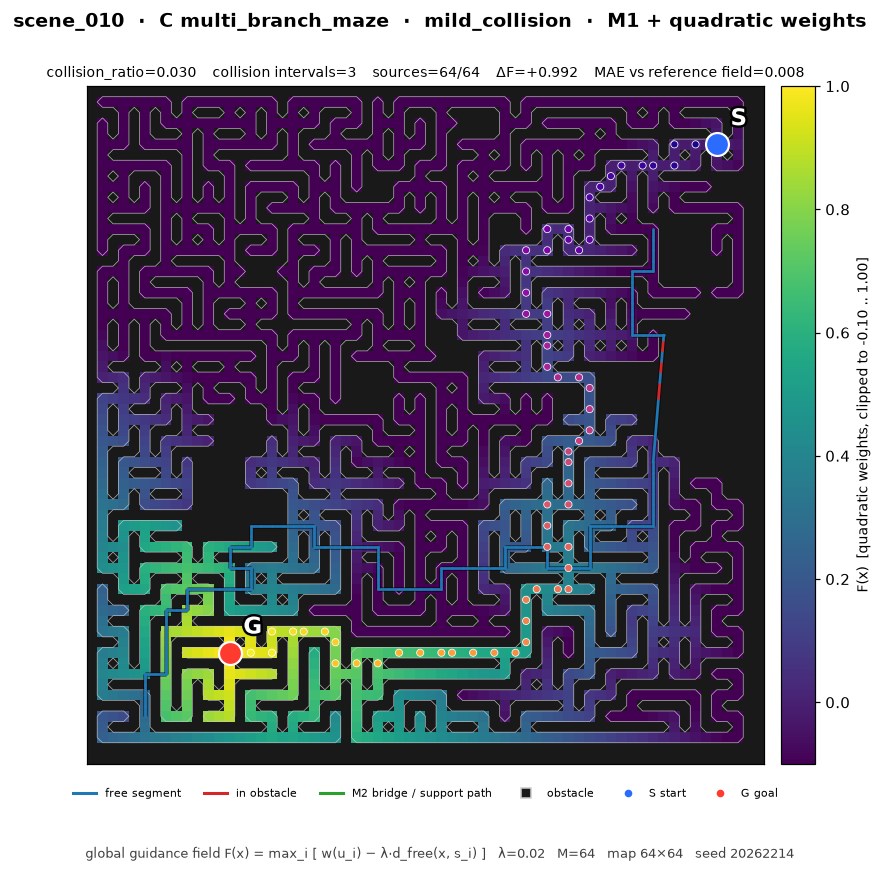 scene_010 · C multi_branch_maze · mild_collision · M1 + quadratic weights
collision_ratio=0.030 collision intervals=3 sources=64/64 ΔF=+0.992 MAE vs reference field=0.008
S
G
1.0
0.8
0.6
0.4
0.2
0.0
F(x) [quadratic weights, clipped to -0.10 .. 1.00]
free segment
in obstacle
M2 bridge / support path
obstacle
S start
G goal
global guidance field F(x) = max_i [ w(u_i) − λ·d_free(x, s_i) ] λ=0.02 M=64 map 64×64 seed 20262214